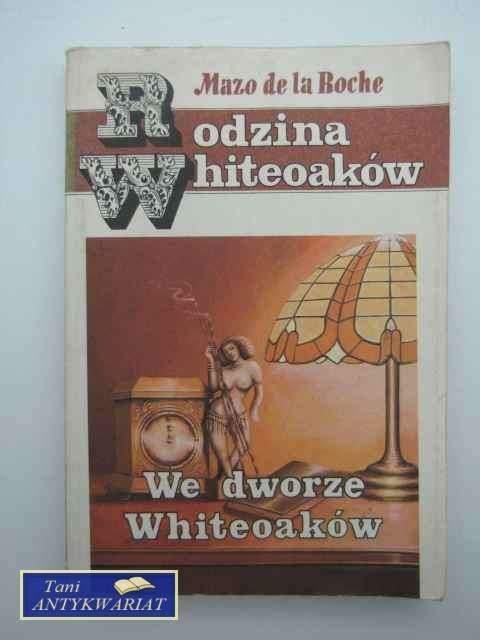 Mazo de la Roche
Rodzina
Whiteoaków
We dworze
Whiteoaków
Tani
ANTYKWARIAT